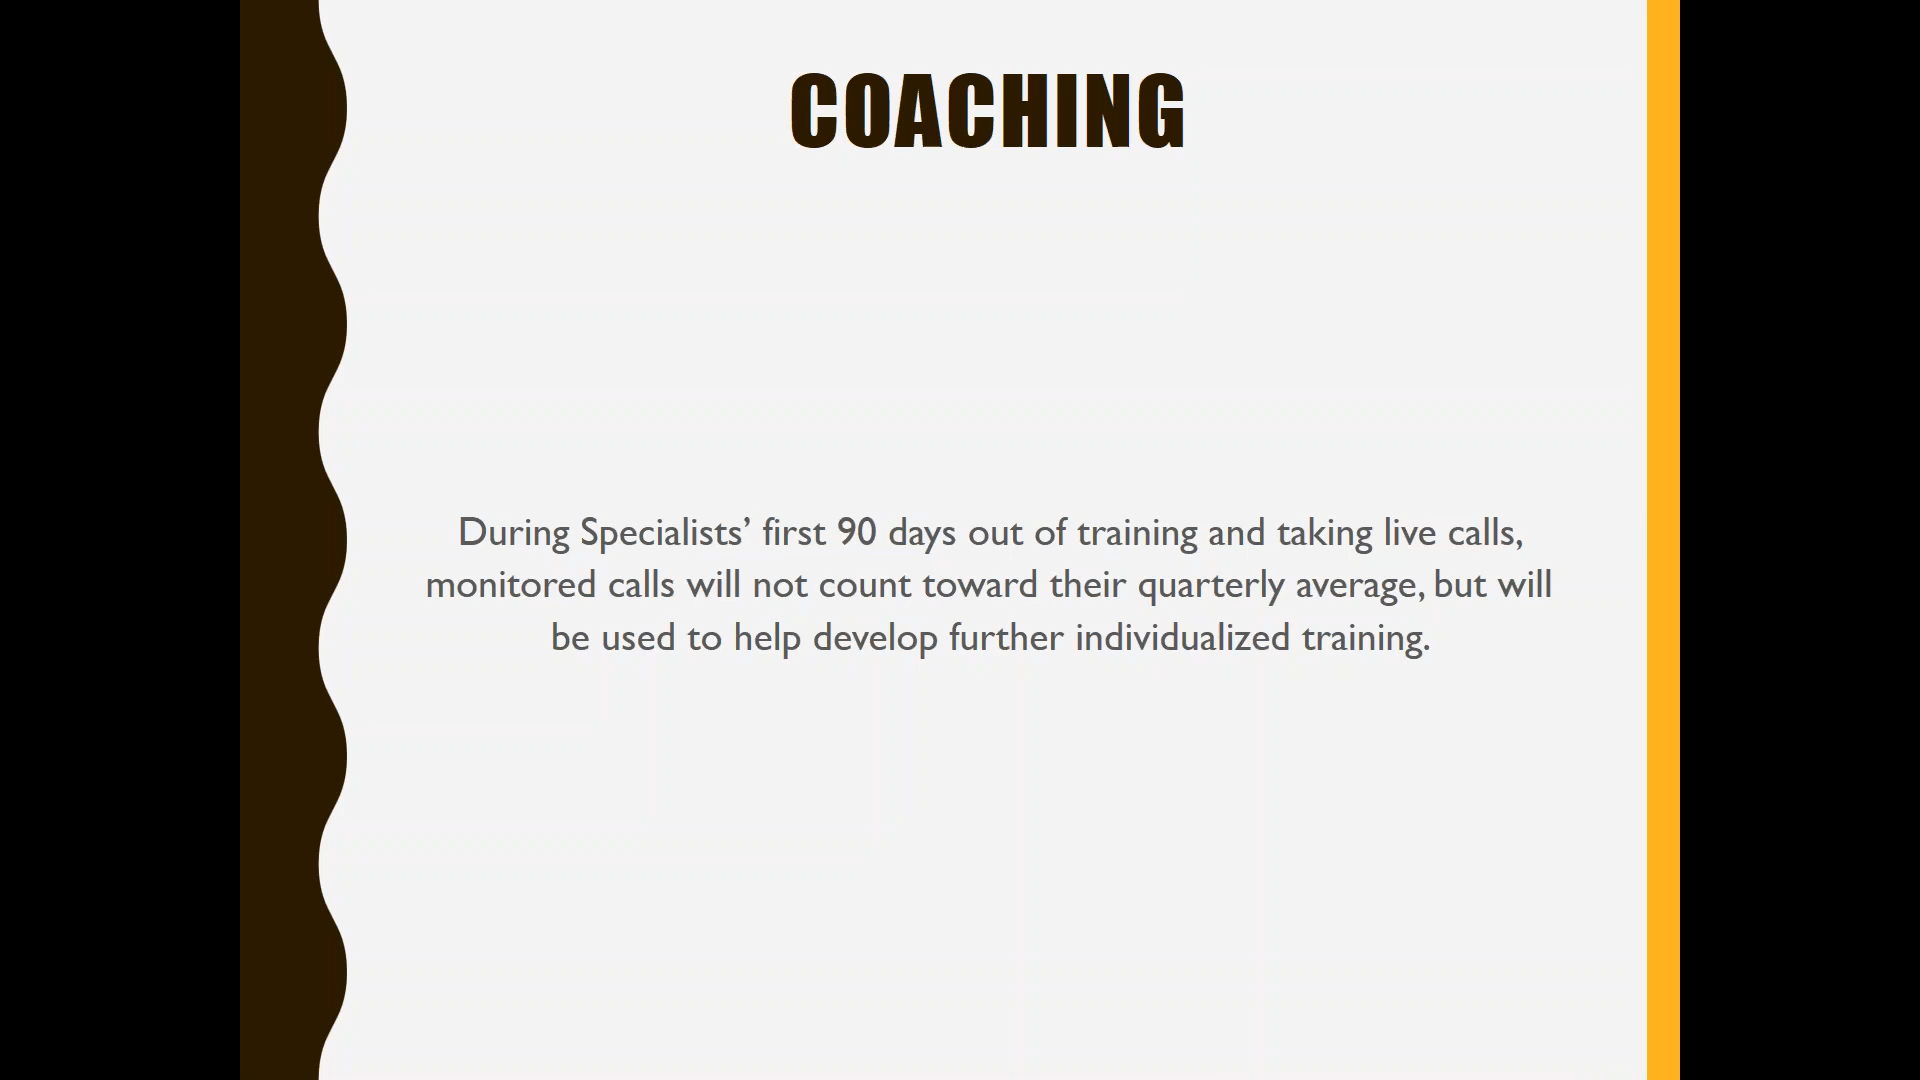 COACHING
During Specialists’ first 90 days out of training and taking live calls,
monitored calls will not count toward their quarterly average, but will
be used to help develop further individualized training.